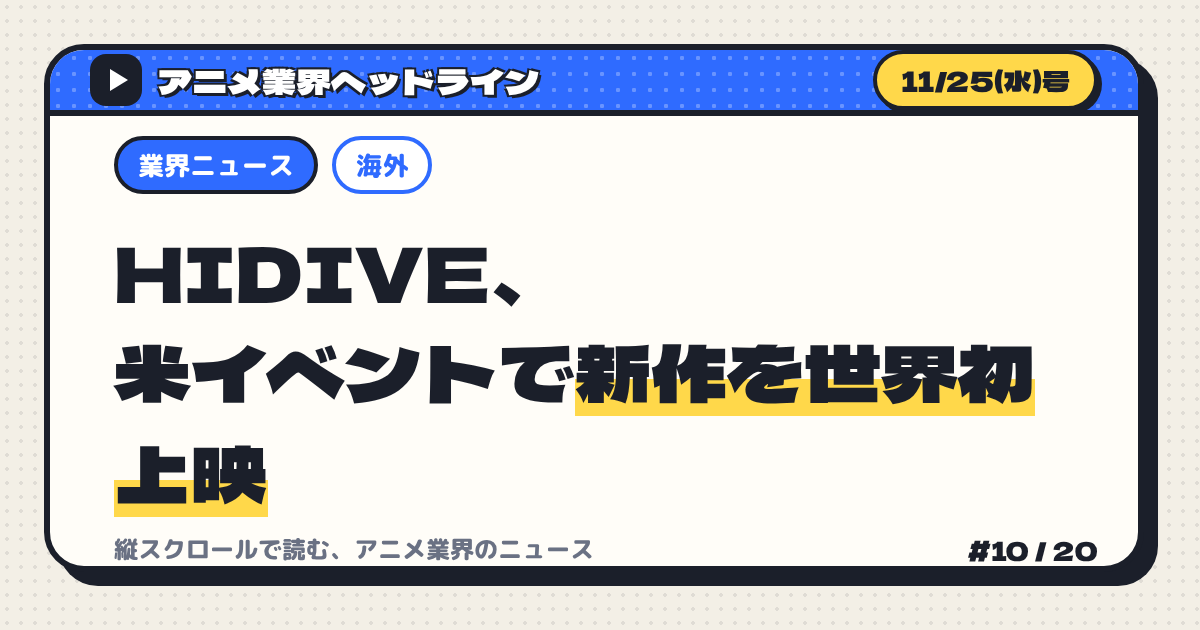 アニメ業界ヘッドライン
11/25(水)号
業界ニュース
海外
HIDIVE、
米イベントで新作を世界初
上映
縦スクロールで読む、アニメ業界のニュース
#10 / 20